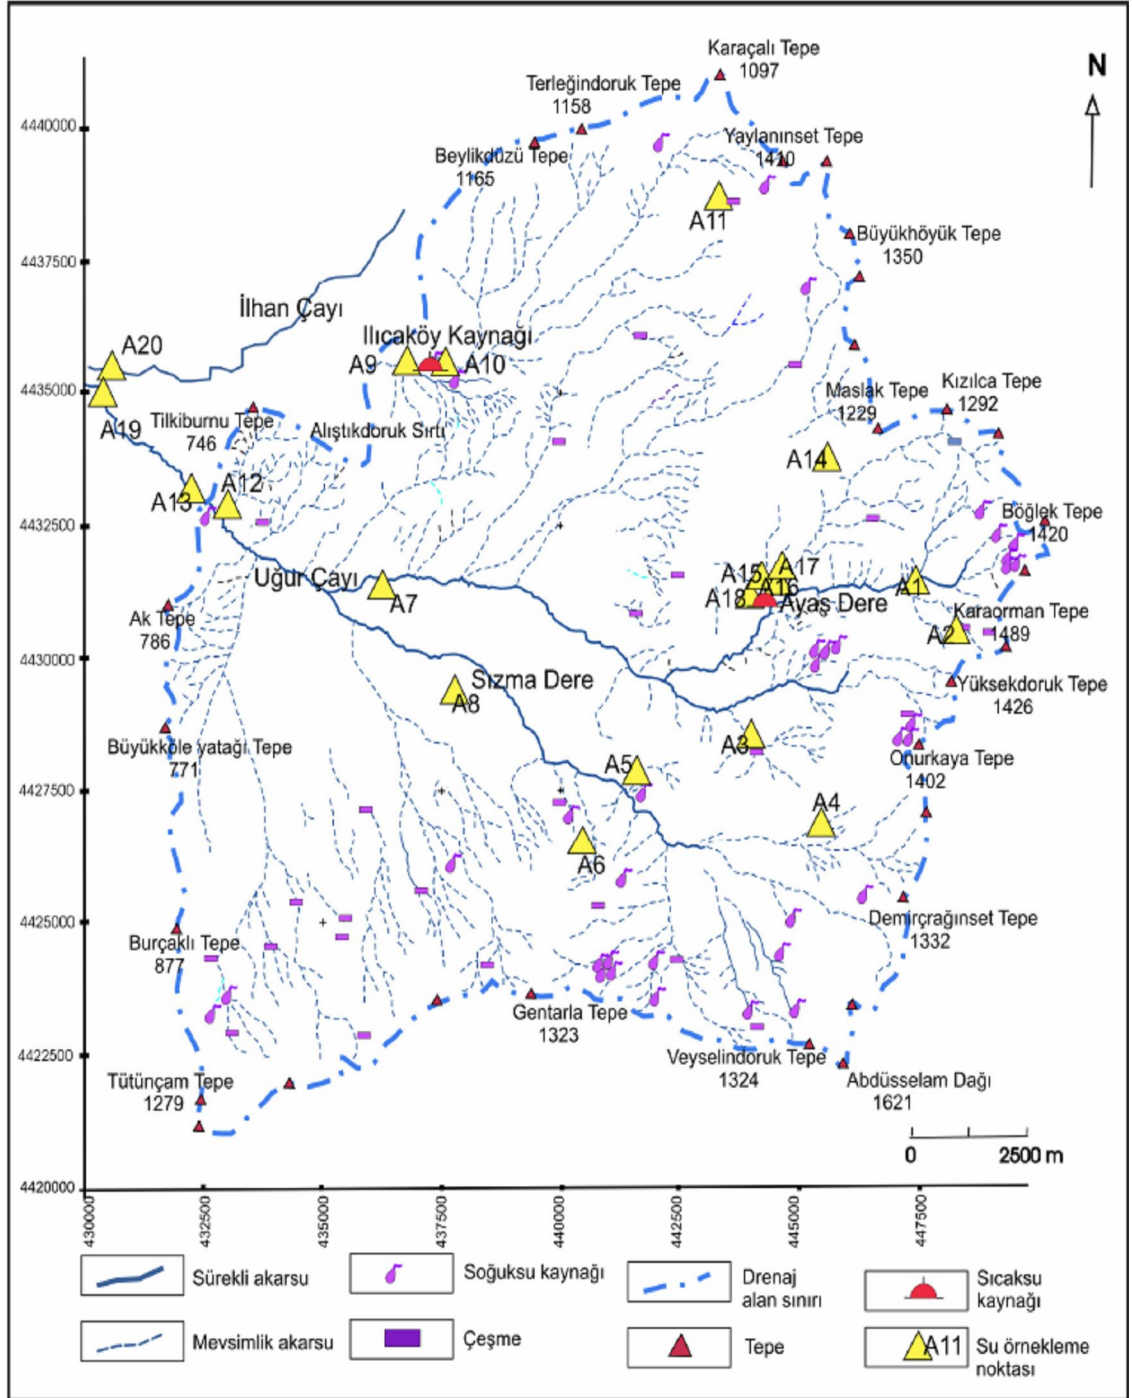 Karaçalı Tepe
1097
N
Terleğindoruk Tepe
1158
4440000
Yaylanınset Tepe
1410
Beylikdüzü Tepe
1165
A11
Büyükhöyük Tepe
1350
4437500
İlhan Çayı
Ilıcaköy Kaynağı
A20
A9
A10
4435000
Kızılca Tepe
1292
Maslak Tepe
1229
A19
Tilkiburnu Tepe
746
Alıştıkdoruk Sırtı
A14
A12
A13
4432500
Böğlek Tepe
1420
Uğur Çayı
A7
A15
A17
A16
A18
A1
Ayaş Dere
Ak Tepe
786
Karaorman Tepe
1489
A2
4430000
Sızma Dere
A8
Yüksekdoruk Tepe
1426
Büyükköle yatağı Tepe
771
A3
Onurkaya Tepe
1402
A5
4427500
A4
A6
4425000
Demirçrağınset Tepe
1332
Burçaklı Tepe
877
Gentarla Tepe
1323
4422500
Veyselindoruk Tepe
1324
Tütünçam Tepe
1279
Abdüsselam Dağı
1621
0 2500 m
4420000
430000
432500
435000
437500
440000
442500
445000
447500
Sürekli akarsu
Soğuksu kaynağı
Drenaj
alan sınırı
Sıcaksu
kaynağı
Mevsimlik akarsu
Çeşme
Tepe
A11
Su örnekleme
noktası